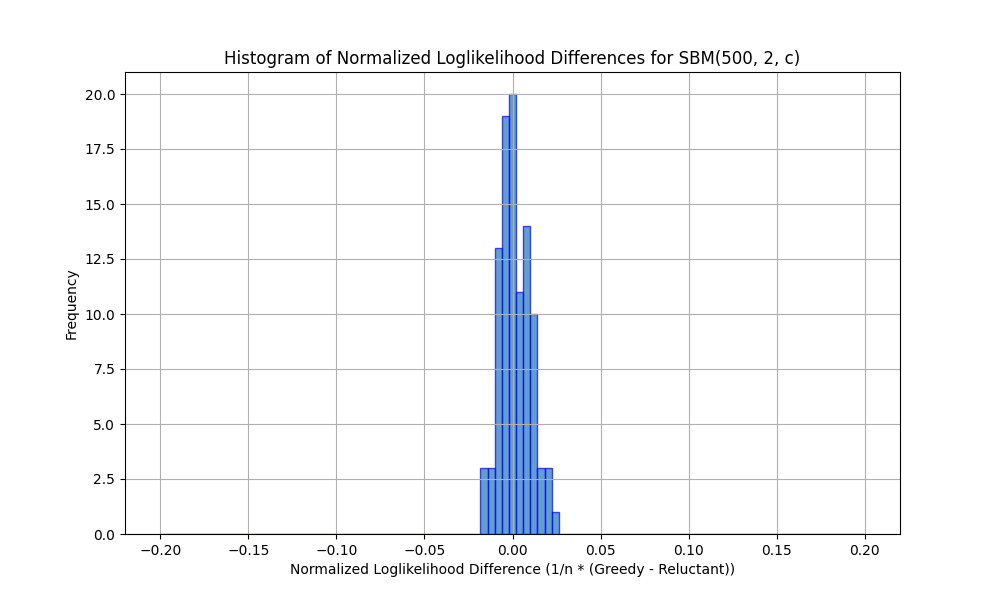 Histogram of Normalized Loglikelihood Differences for SBM(500, 2, c)
20.0
17.5
15.0
12.5
10.0
7.5
5.0
2.5
0.0
Frequency
−0.20 −0.15 −0.10 −0.05 0.00 0.05 0.10 0.15 0.20
Normalized Loglikelihood Difference (1/n * (Greedy - Reluctant))